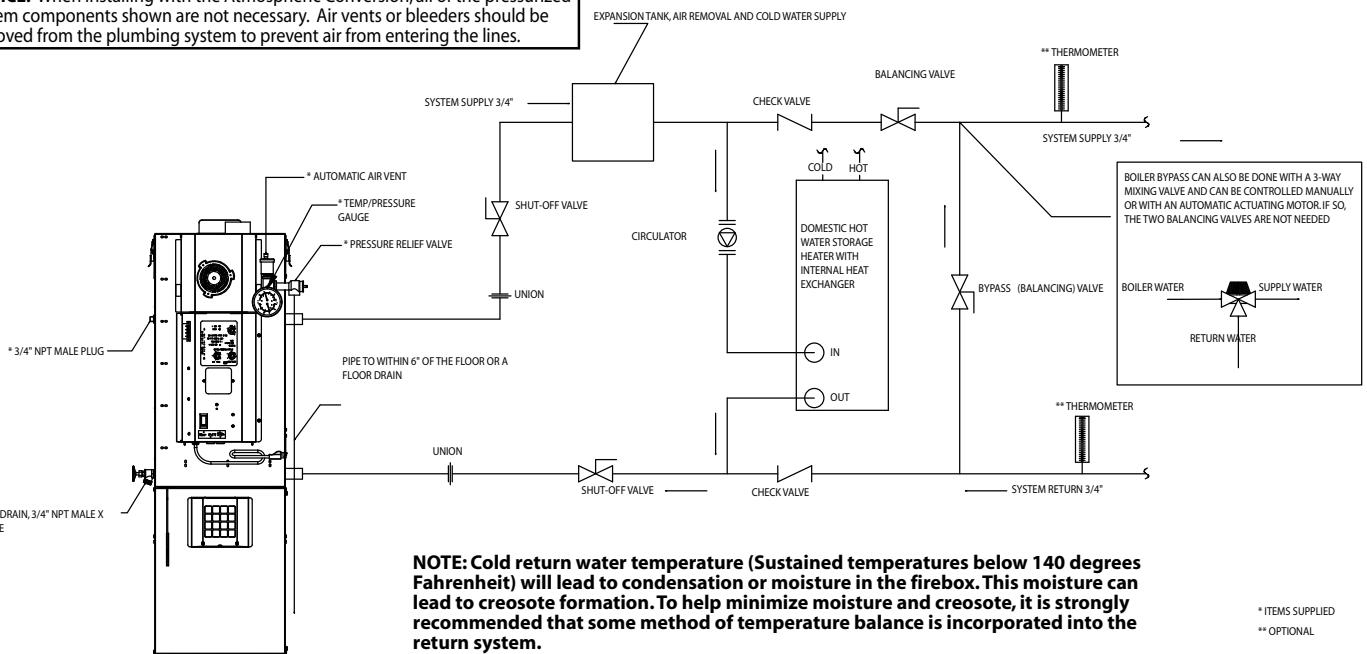 When installing with the Atmospheric Conversion, all of the pressurized
components shown are not necessary. Air vents or bleeders should be
from the plumbing system to prevent air from entering the lines.
EXPANSION TANK, AIR REMOVAL AND COLD WATER SUPPLY
** THERMOMETER
BALANCING VALVE
SYSTEM SUPPLY 3/4"
CHECK VALVE
SYSTEM SUPPLY 3/4"
COLD
HOT
BOILER BYPASS CAN ALSO BE DONE WITH A 3-WAY
MIXING VALVE AND CAN BE CONTROLLED MANUALLY
OR WITH AN AUTOMATIC ACTUATING MOTOR. IF SO,
THE TWO BALANCING VALVES ARE NOT NEEDED
* AUTOMATIC AIR VENT
* TEMP/PRESSURE
GAUGE
SHUT-OFF VALVE
* PRESSURE RELIEF VALVE
CIRCULATOR
DOMESTIC HOT
WATER STORAGE
HEATER WITH
INTERNAL HEAT
EXCHANGER
UNION
BYPASS (BALANCING) VALVE
BOILER WATER
SUPPLY WATER
RETURN WATER
* 3/4" NPT MALE PLUG
PIPE TO WITHIN 6" OF THE FLOOR OR A
FLOOR DRAIN
IN
OUT
** THERMOMETER
UNION
SHUT-OFF VALVE
CHECK VALVE
SYSTEM RETURN 3/4"
DRAIN, 3/4" NPT MALE X
NOTE: Cold return water temperature (Sustained temperatures below 140 degrees
Fahrenheit) will lead to condensation or moisture in the firebox. This moisture can
lead to creosote formation. To help minimize moisture and creosote, it is strongly
recommended that some method of temperature balance is incorporated into the
return system.
* ITEMS SUPPLIED
** OPTIONAL